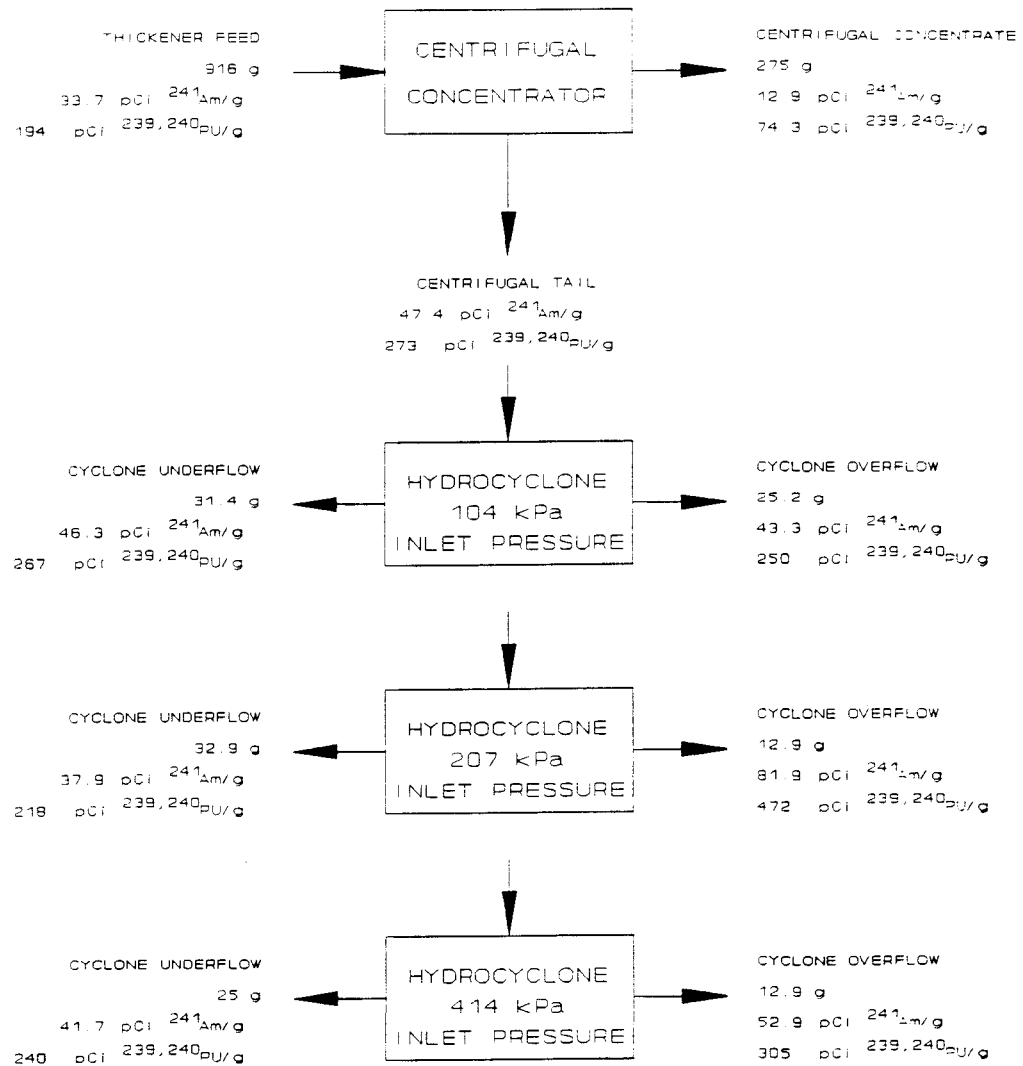 THICKENER FEED
916 g
33.7 pCi ²⁴¹Am/g
194 pCi ²³⁹,²⁴⁰PU/g
CENTRIFUGAL
CONCENTRATOR
CENTRIFUGAL CONCENTRATE
275 g
12 9 pCi ²⁴¹Am/g
74 3 pCi ²³⁹,²⁴⁰PU/g
CENTRIFUGAL TAIL
47 4 pCi ²⁴¹Am/g
273 pCi ²³⁹,²⁴⁰PU/g
CYCLONE UNDERFLOW
31.4 g
46.3 pCi ²⁴¹Am/g
267 pCi ²³⁹,²⁴⁰PU/g
HYDROCYCLONE
104 kPa
INLET PRESSURE
CYCLONE OVERFLOW
25.2 g
43.3 pCi ²⁴¹Am/g
250 pCi ²³⁹,²⁴⁰PU/g
CYCLONE UNDERFLOW
32.9 g
37.9 pCi ²⁴¹Am/g
218 pCi ²³⁹,²⁴⁰PU/g
HYDROCYCLONE
207 kPa
INLET PRESSURE
CYCLONE OVERFLOW
12.9 g
81.9 pCi ²⁴¹Am/g
472 pCi ²³⁹,²⁴⁰PU/g
CYCLONE UNDERFLOW
25 g
41.7 pCi ²⁴¹Am/g
240 pCi ²³⁹,²⁴⁰PU/g
HYDROCYCLONE
414 kPa
INLET PRESSURE
CYCLONE OVERFLOW
12.9 g
52.9 pCi ²⁴¹Am/g
305 pCi ²³⁹,²⁴⁰PU/g